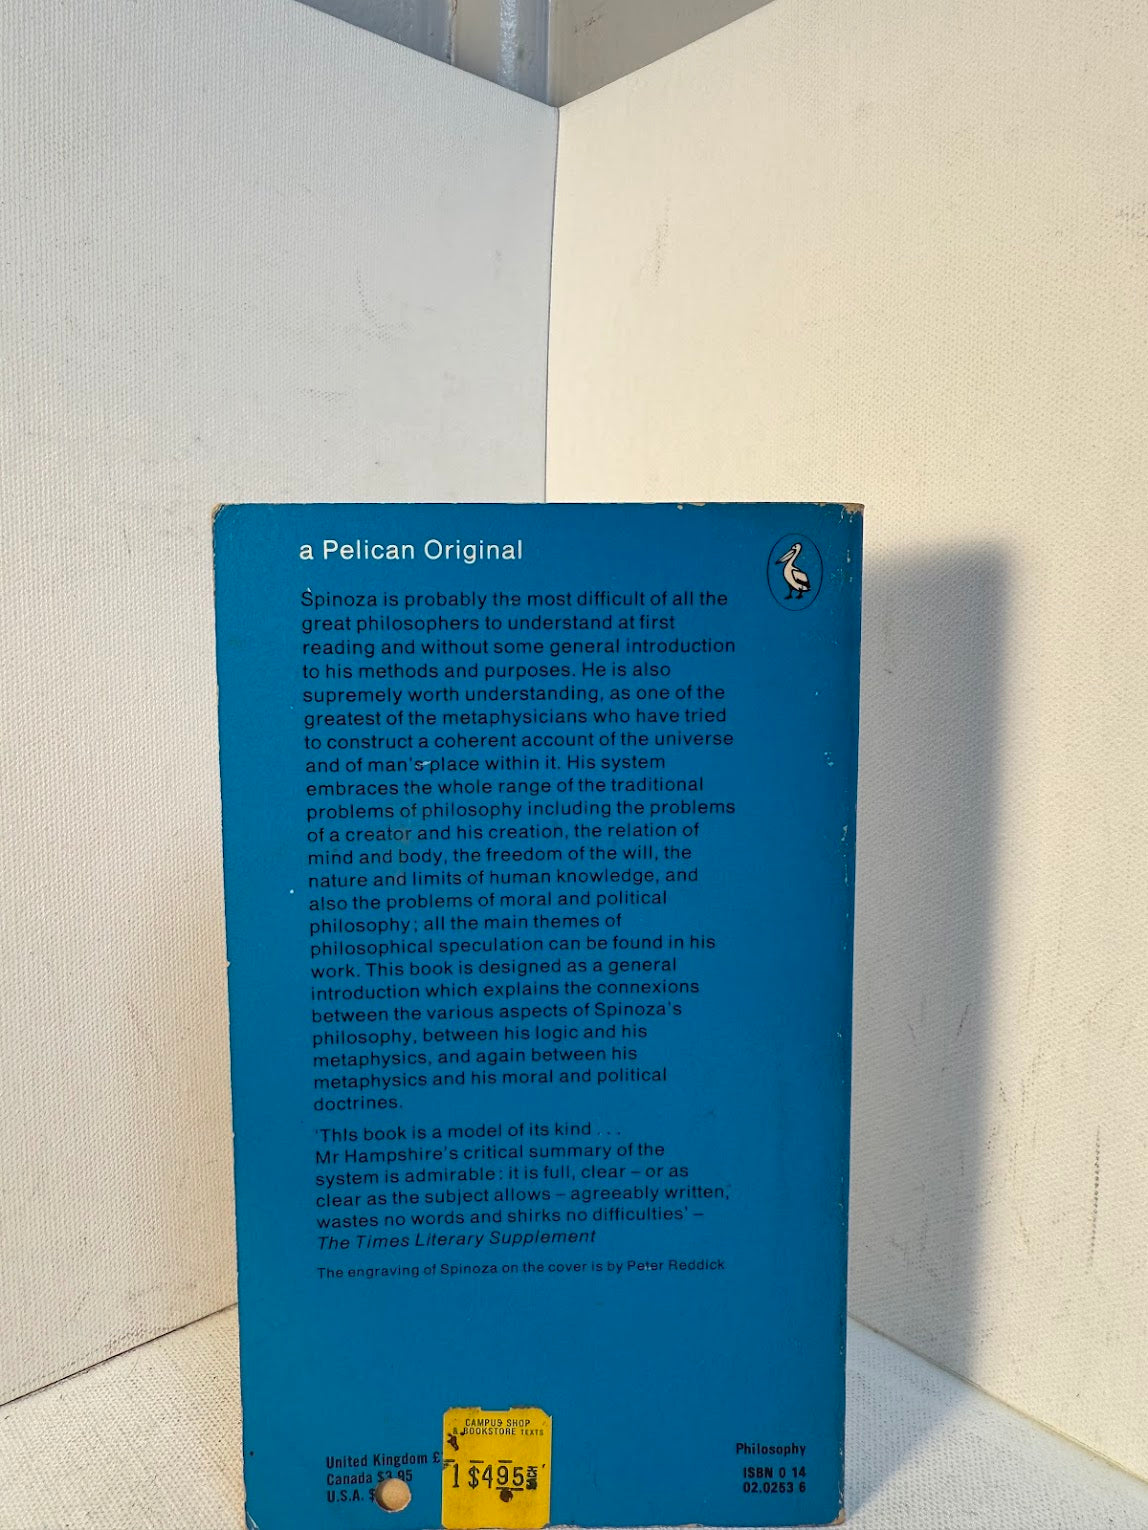 a Pelican Original
Spinoza is probably the most difficult of all the
great philosophers to understand at first
reading and without some general introduction
to his methods and purposes. He is also
supremely worth understanding, as one of the
greatest of the metaphysicians who have tried
to construct a coherent account of the universe
and of man's place within it. His system
embraces the whole range of the traditional
problems of philosophy including the problems
of a creator and his creation, the relation of
mind and body, the freedom of the will, the
nature and limits of human knowledge, and
also the problems of moral and political
philosophy; all the main themes of
philosophical speculation can be found in his
work. This book is designed as a general
introduction which explains the connexions
between the various aspects of Spinoza's
philosophy, between his logic and his
metaphysics, and again between his
metaphysics and his moral and political
doctrines.
'This book is a model of its kind . . .
Mr Hampshire's critical summary of the
system is admirable: it is full, clear – or as
clear as the subject allows – agreeably written,
wastes no words and shirks no difficulties' –
The Times Literary Supplement
The engraving of Spinoza on the cover is by Peter Reddick
CAMPUS SHOP
& BOOKSTORE TEXTS
1 $495 EACH
United Kingdom £
Canada $3.95
U.S.A. $
Philosophy
ISBN 0 14
02.0253 6